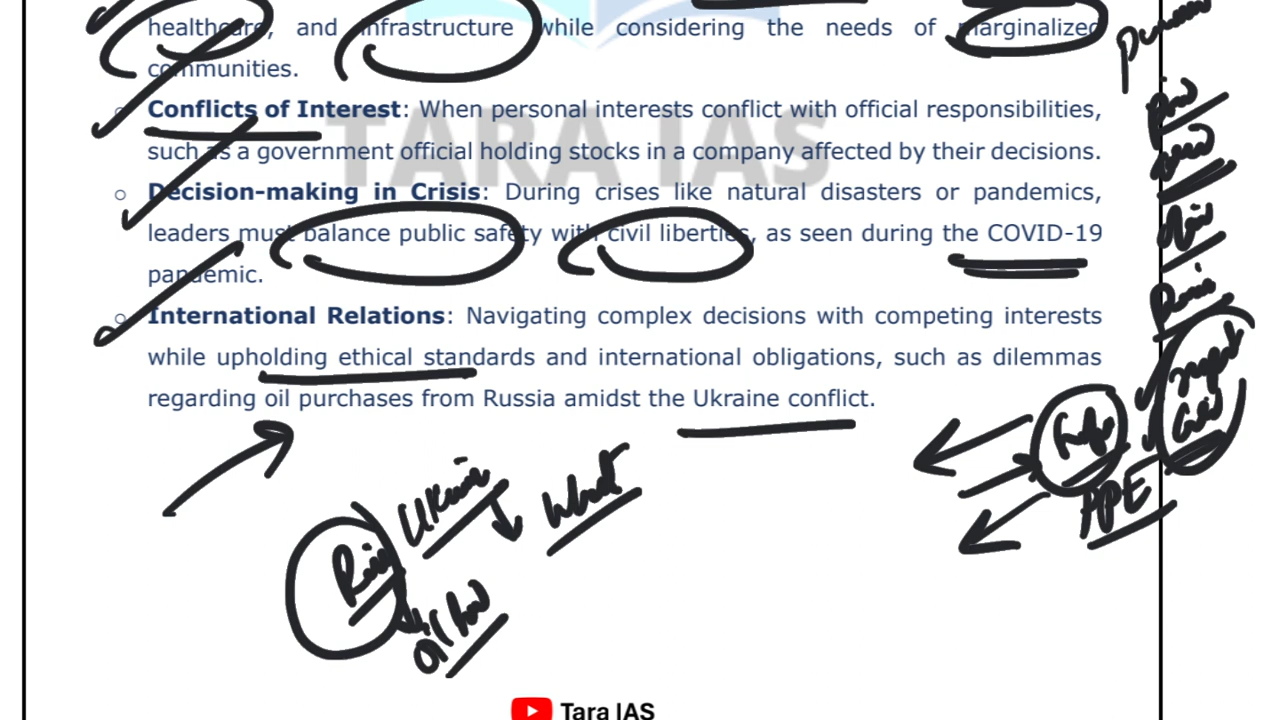 healthcare, and infrastructure while considering the needs of marginalized
communities.
Conflicts of Interest: When personal interests conflict with official responsibilities,
such as a government official holding stocks in a company affected by their decisions.
TARA IAS
Decision-making in Crisis: During crises like natural disasters or pandemics,
leaders must balance public safety with civil liberties, as seen during the COVID-19
pandemic.
International Relations: Navigating complex decisions with competing interests
while upholding ethical standards and international obligations, such as dilemmas
regarding oil purchases from Russia amidst the Ukraine conflict.
What
APE
Tara IAS